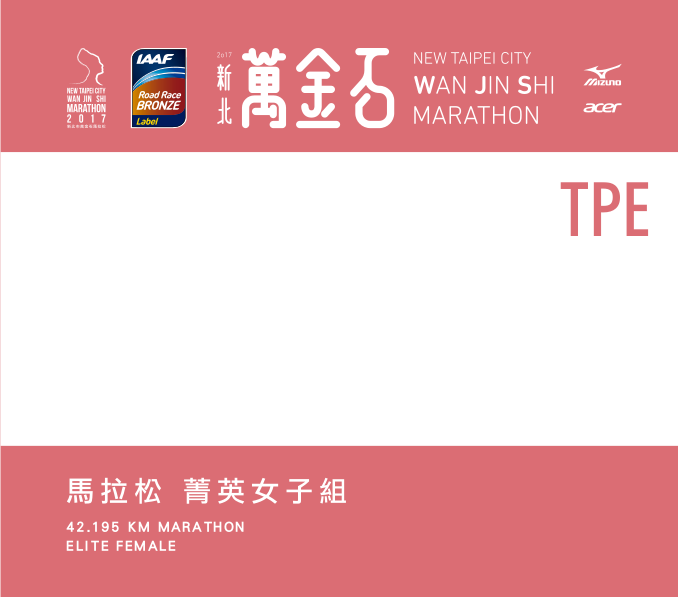 NEW TAIPEI CITY
WAN JIN SHI
MARATHON
2017
IAAF
Road Race
BRONZE
Label
2017
新北
萬金石
NEW TAIPEI CITY
WAN JIN SHI
MARATHON
MIZUNO
acer
TPE
馬拉松 菁英女子組
42.195 KM MARATHON
ELITE FEMALE